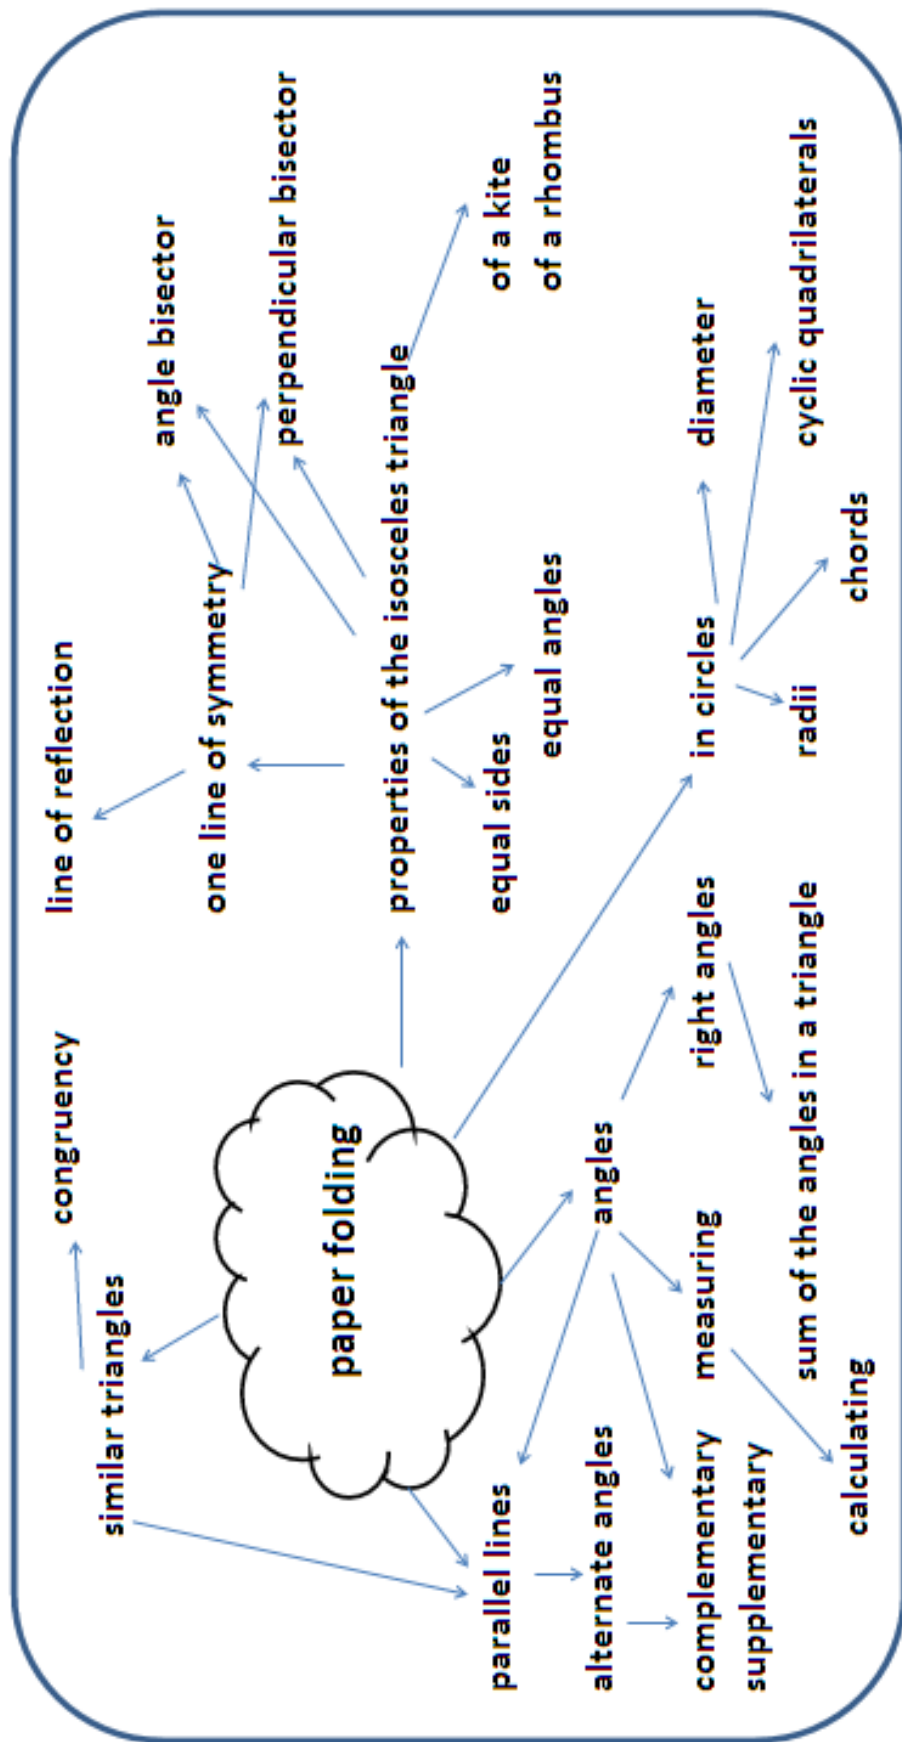 line of reflection
congruency
angle bisector
similar triangles
one line of symmetry
perpendicular bisector
paper folding
properties of the isosceles triangle
of a kite
of a rhombus
equal sides
equal angles
parallel lines
alternate angles
angles
complementary
supplementary
measuring
right angles
in circles
diameter
calculating
sum of the angles in a triangle
radii
chords
cyclic quadrilaterals